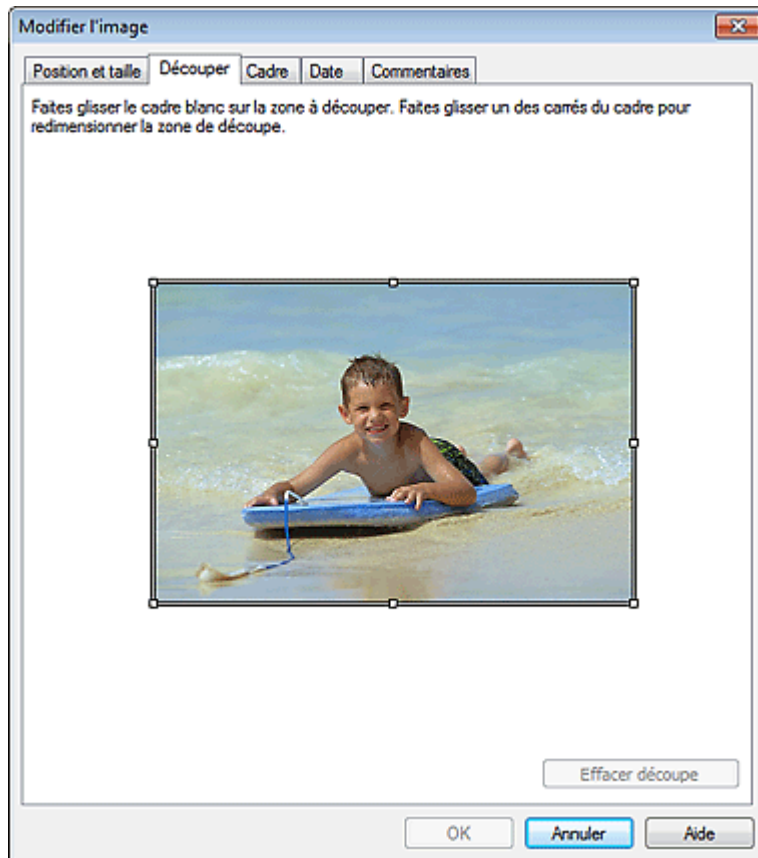 Modifier l'image
Position et taille Découper Cadre Date Commentaires
Faites glisser le cadre blanc sur la zone à découper. Faites glisser un des carrés du cadre pour
redimensionner la zone de découpe.
Effacer découpe
OK Annuler Aide